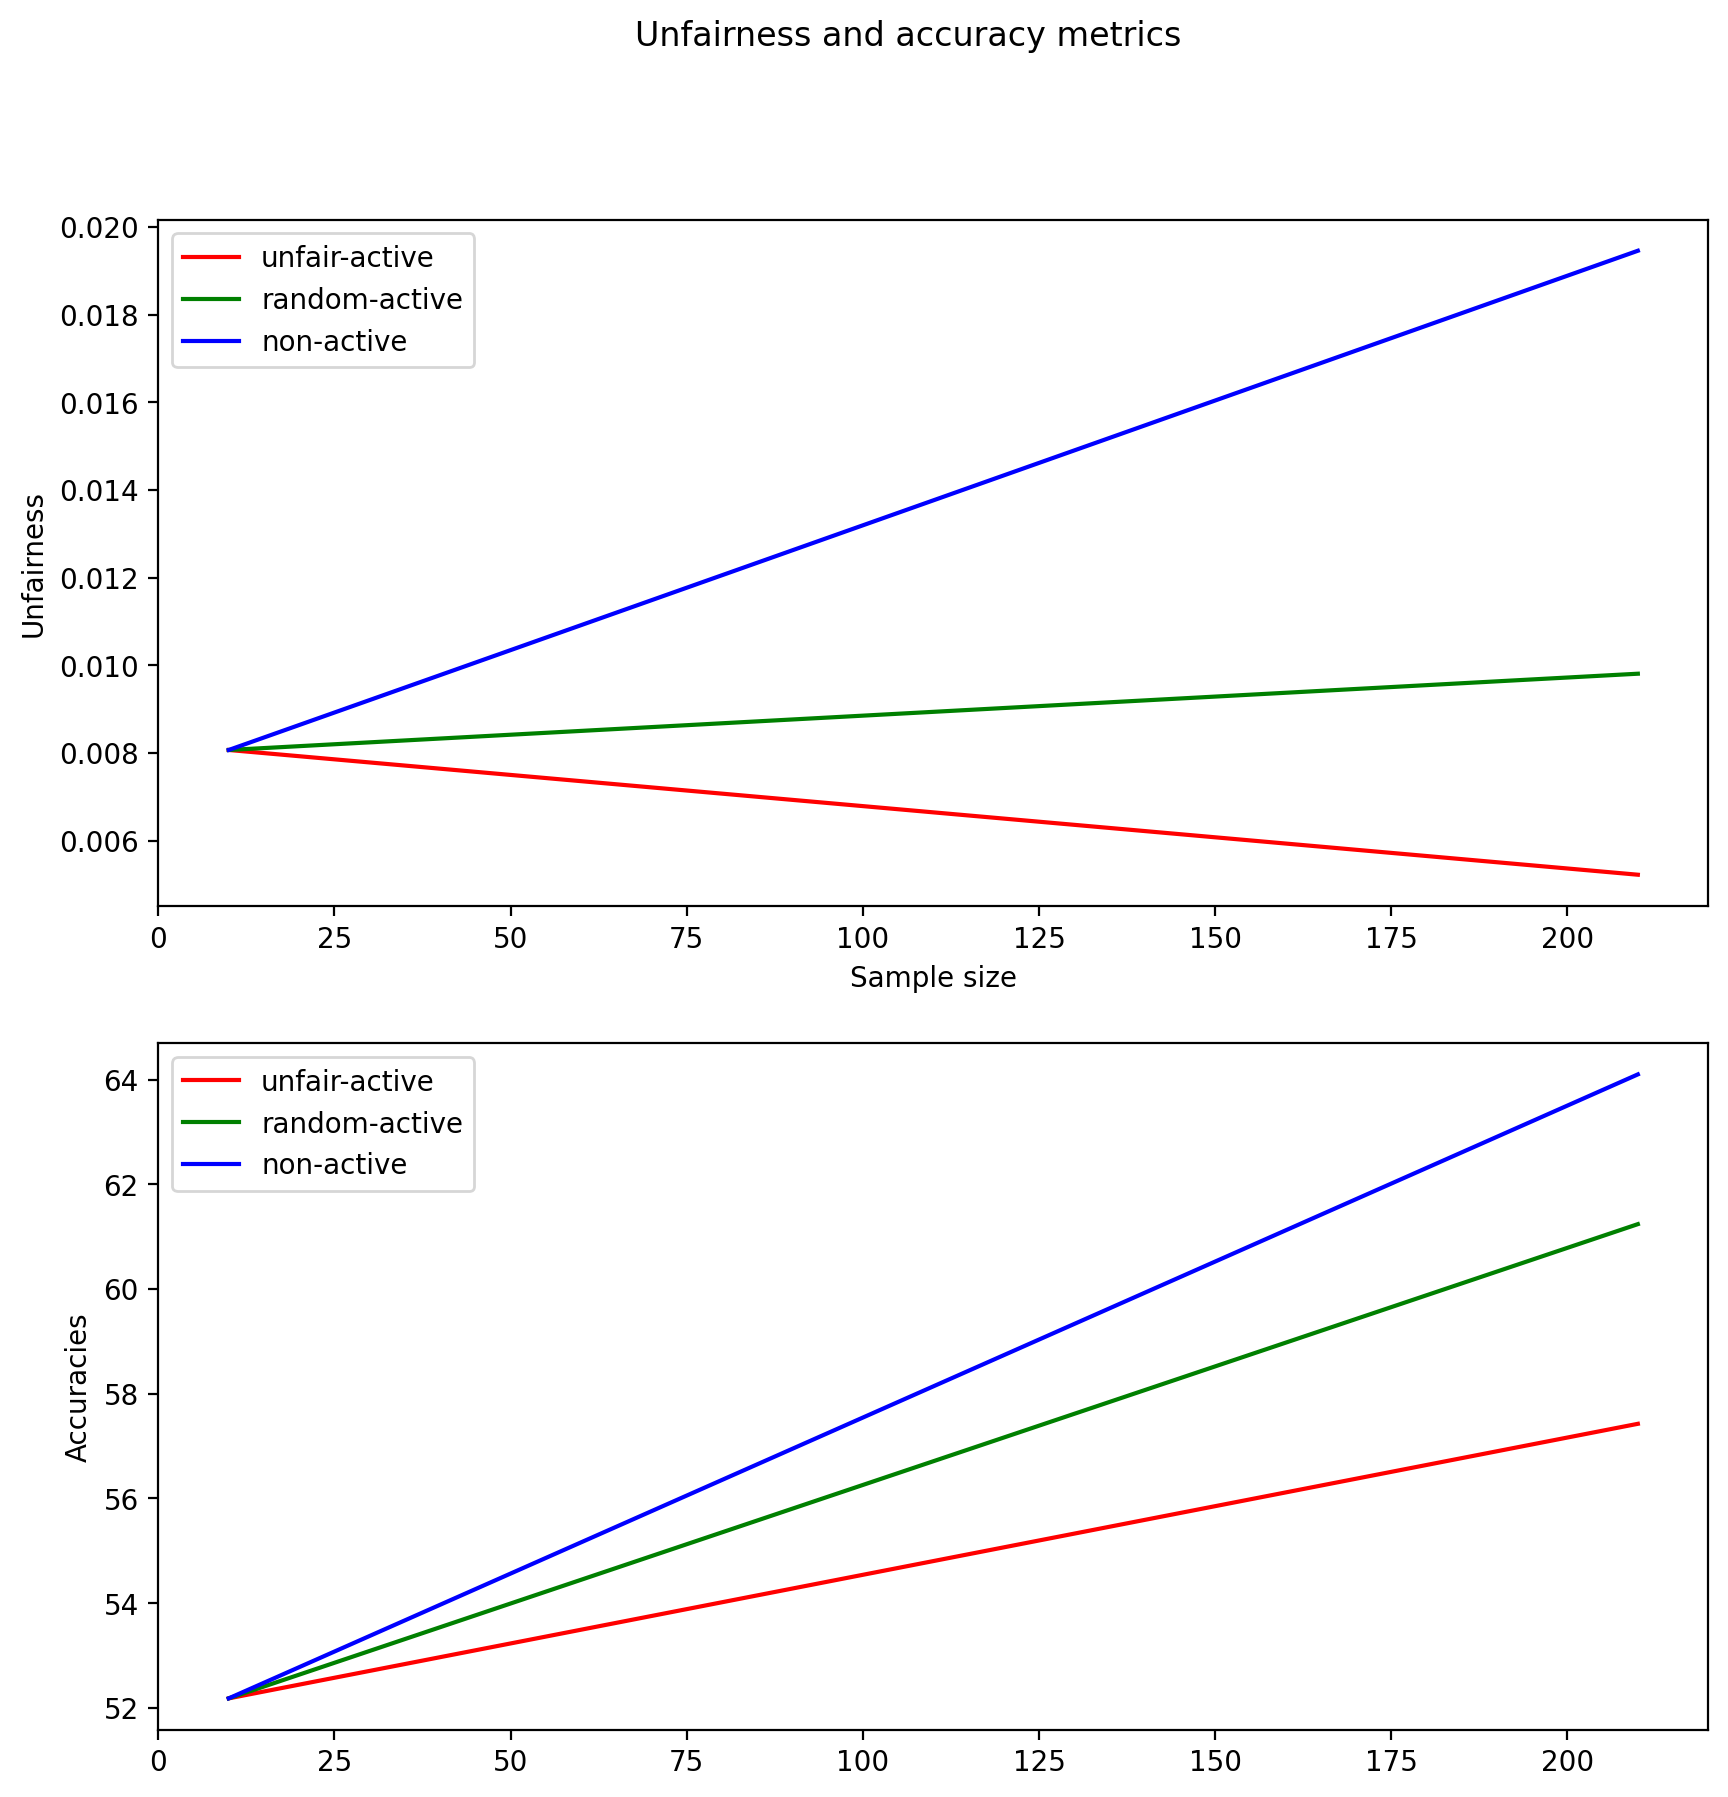 Unfairness and accuracy metrics
0.020
0.018
0.016
0.014
0.012
0.010
0.008
0.006
Unfairness
unfair-active
random-active
non-active
0 25 50 75 100 125 150 175 200
Sample size
64
62
60
58
56
54
52
Accuracies
unfair-active
random-active
non-active
0 25 50 75 100 125 150 175 200